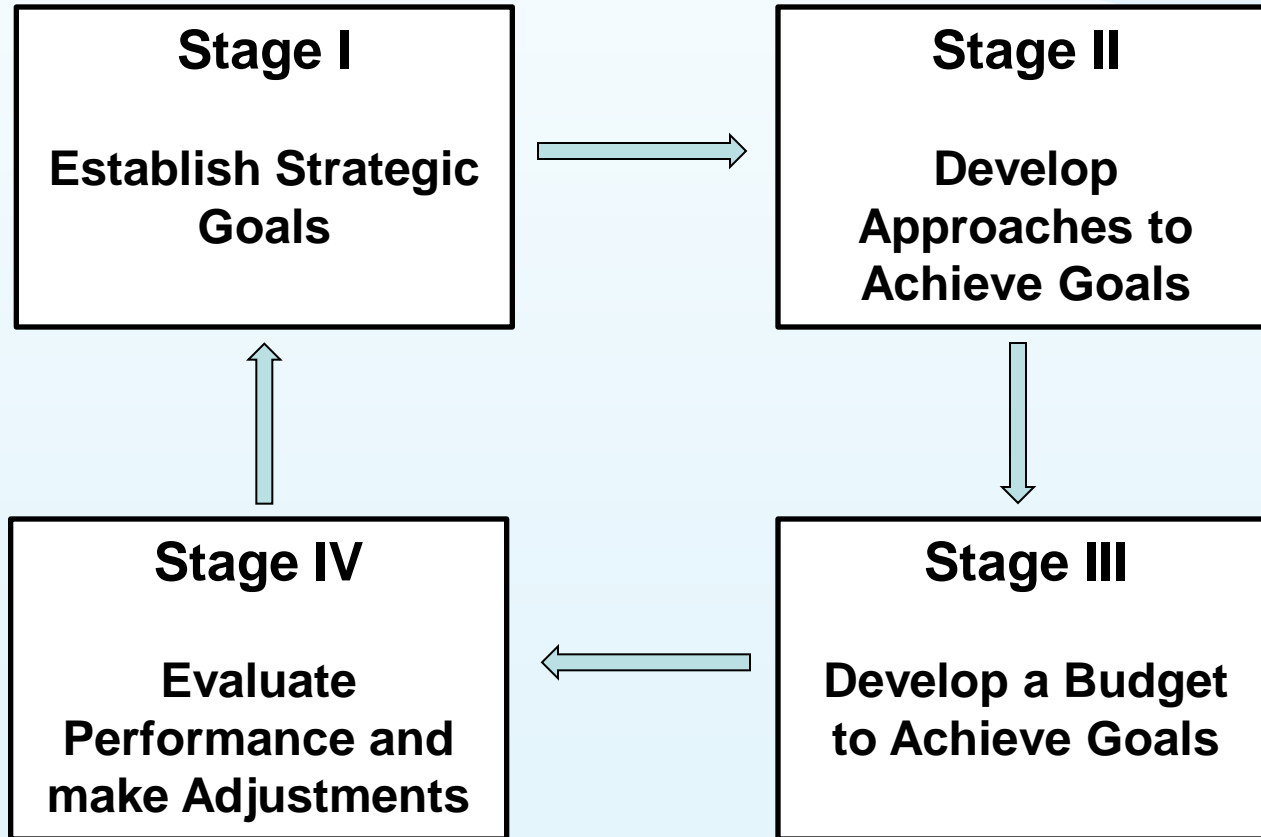 Stage I
Establish Strategic
Goals
Stage II
Develop
Approaches to
Achieve Goals
Stage IV
Evaluate
Performance and
make Adjustments
Stage III
Develop a Budget
to Achieve Goals